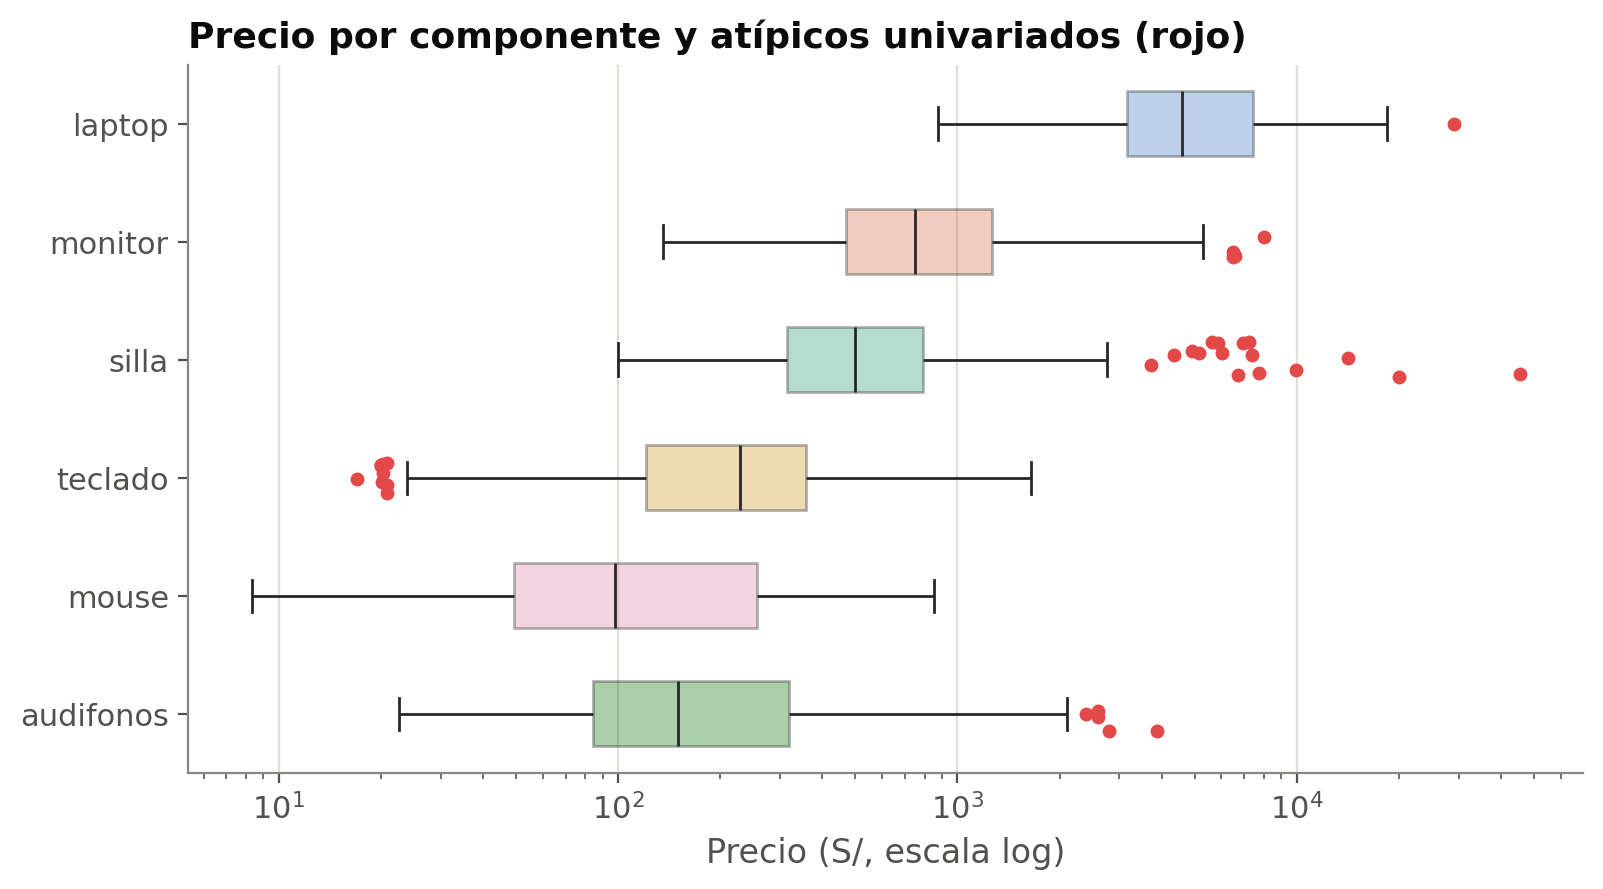 Precio por componente y atípicos univariados (rojo)
laptop
monitor
silla
teclado
mouse
audifonos
10¹ 10² 10³ 10⁴
Precio (S/, escala log)